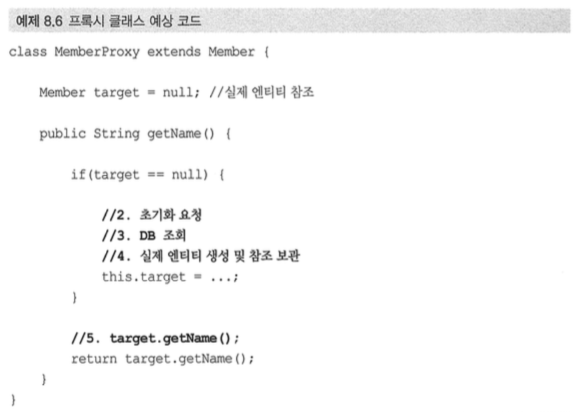 예제 8.6 프록시 클래스 예상 코드
class MemberProxy extends Member {
Member target = null; //실제 엔티티 참조
public String getName() {
if(target == null) {
//2. 초기화 요청
//3. DB 조회
//4. 실제 엔티티 생성 및 참조 보관
this.target = ...;
}
//5. target.getName();
return target.getName();
}
}